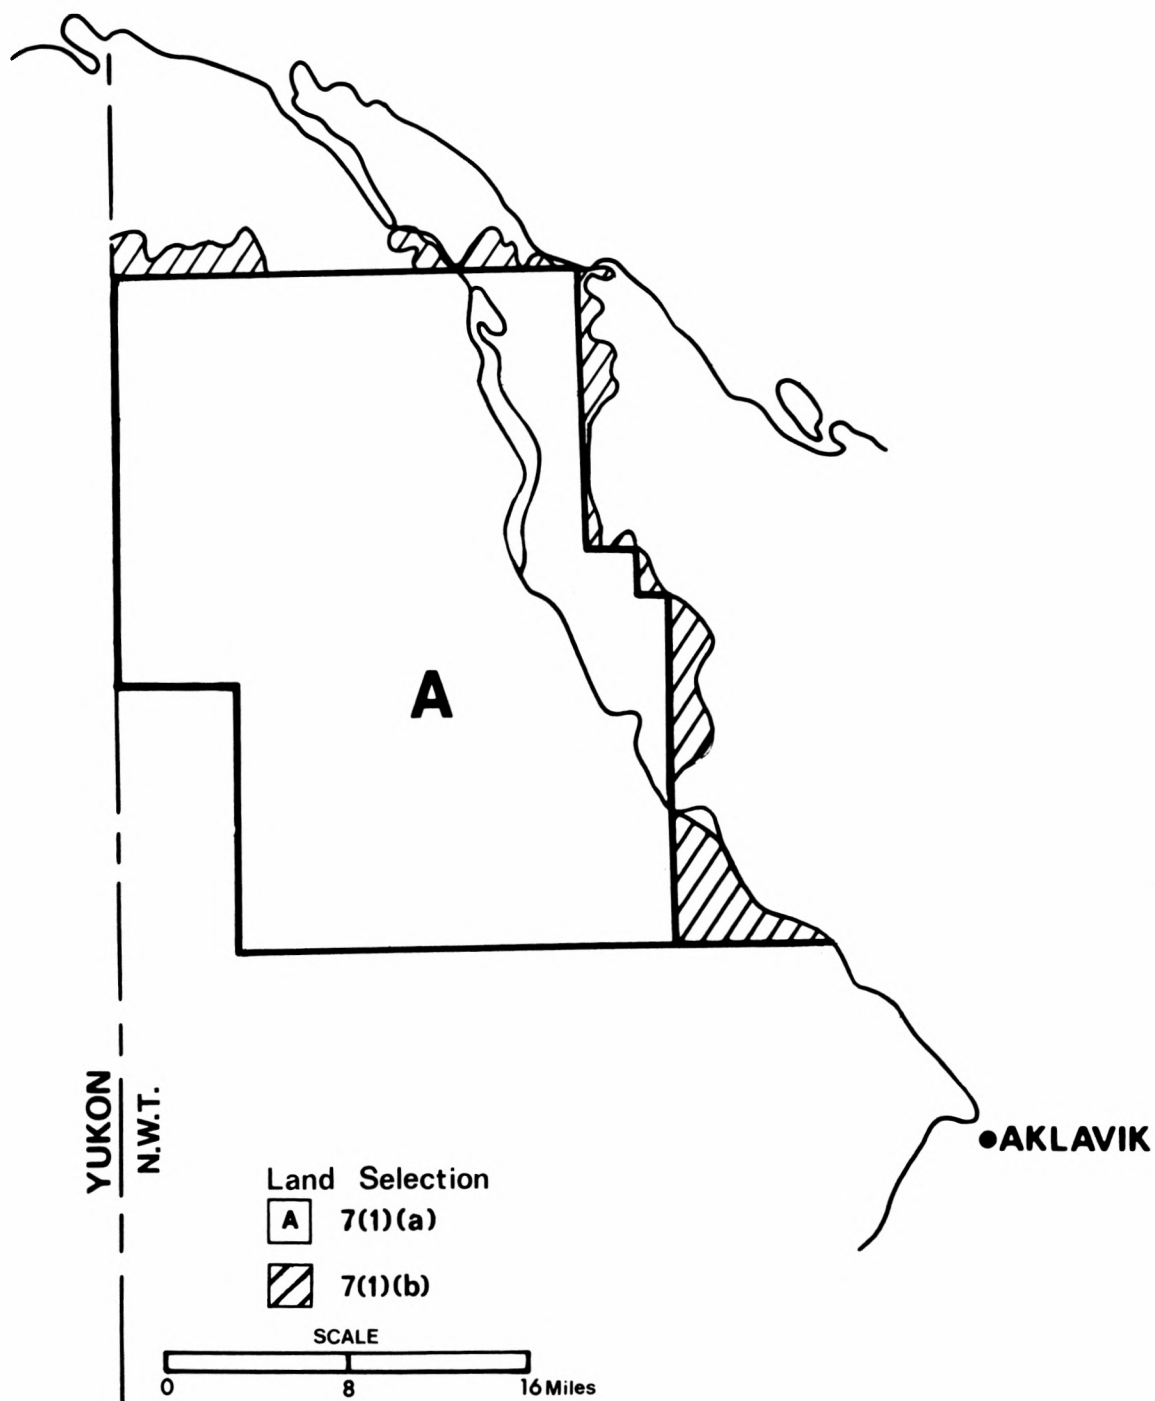 A
YUKON
N.W.T.
AKLAVIK
Land Selection
A 7(1)(a)
7(1)(b)
SCALE
0 8 16 Miles